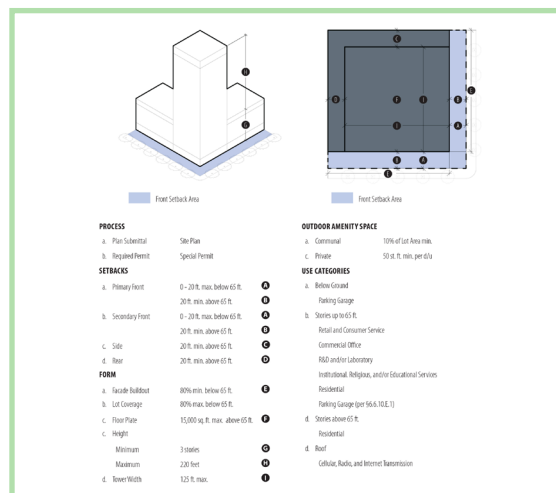 H
G
C
D
F
I
B
E
E
A
B
A
E
Front Setback Area
Front Setback Area
PROCESS
a. Plan Submittal Site Plan
b. Required Permit Special Permit
SETBACKS
a. Primary Front 0 - 20 ft. max. below 65 ft. A
20 ft. min. above 65 ft. B
b. Secondary Front 0 - 20 ft. max. below 65 ft. A
20 ft. min. above 65 ft. B
c. Side 20 ft. min. above 65 ft. C
d. Rear 20 ft. min. above 65 ft. D
FORM
a. Facade Buildout 80% min. below 65 ft. E
b. Lot Coverage 80% max. below 65 ft.
c. Floor Plate 15,000 sq. ft. max. above 65 ft. F
c. Height
Minimum 3 stories G
Maximum 220 feet H
d. Tower Width 125 ft. max. I
OUTDOOR AMENITY SPACE
a. Communal 10% of Lot Area min.
c. Private 50 st. ft. min. per d/u
USE CATEGORIES
a. Below Ground
Parking Garage
b. Stories up to 65 ft.
Retail and Consumer Service
Commercial Office
R&D and/or Laboratory
Institutional. Religious, and/or Educational Services
Residential
Parking Garage (per §6.6.10.E.1)
d. Stories above 65 ft.
Residential
d. Roof
Cellular, Radio, and Internet Transmission